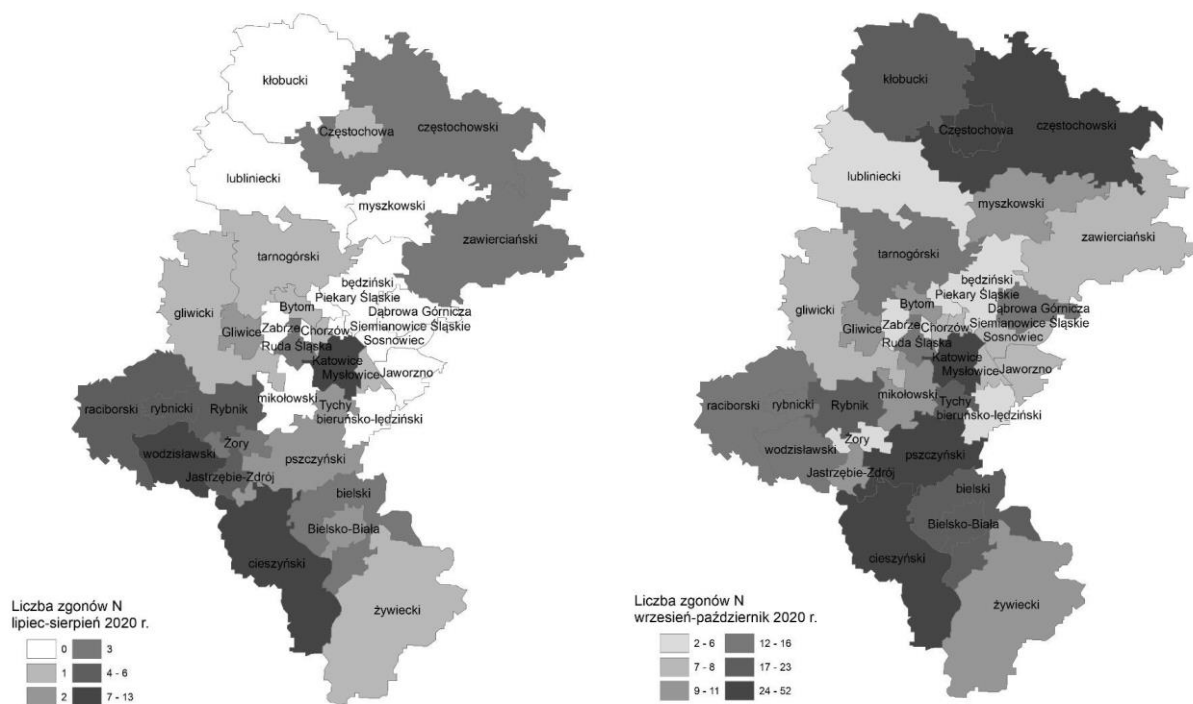 kłobucki
Częstochowa
częstochowski
lubliniecki
myszkowski
zawierciański
tarnogórski
będziński
Piekary Śląskie
Bytom
Dąbrowa Górnicza
gliwicki
Gliwice
Zabrze
Chorzów
Siemianowice Śląskie
Ruda Śląska
Sosnowiec
Katowice
Mysłowice
Jaworzno
mikołowski
Tychy
raciborski
rybnicki
Rybnik
bieruńsko-lędziński
Żory
wodzisławski
pszczyński
Jastrzębie-Zdrój
bielski
Bielsko-Biała
cieszyński
żywiecki
Liczba zgonów N
lipiec-sierpień 2020 r.
0 3
1 4 - 6
2 7 - 13
kłobucki
Częstochowa
częstochowski
lubliniecki
myszkowski
zawierciański
tarnogórski
będziński
Piekary Śląskie
Bytom
Dąbrowa Górnicza
gliwicki
Gliwice
Zabrze
Chorzów
Siemianowice Śląskie
Ruda Śląska
Sosnowiec
Katowice
Mysłowice
Jaworzno
mikołowski
Tychy
raciborski
rybnicki
Rybnik
bieruńsko-lędziński
Żory
wodzisławski
pszczyński
Jastrzębie-Zdrój
bielski
Bielsko-Biała
cieszyński
żywiecki
Liczba zgonów N
wrzesień-październik 2020 r.
2 - 6 12 - 16
7 - 8 17 - 23
9 - 11 24 - 52